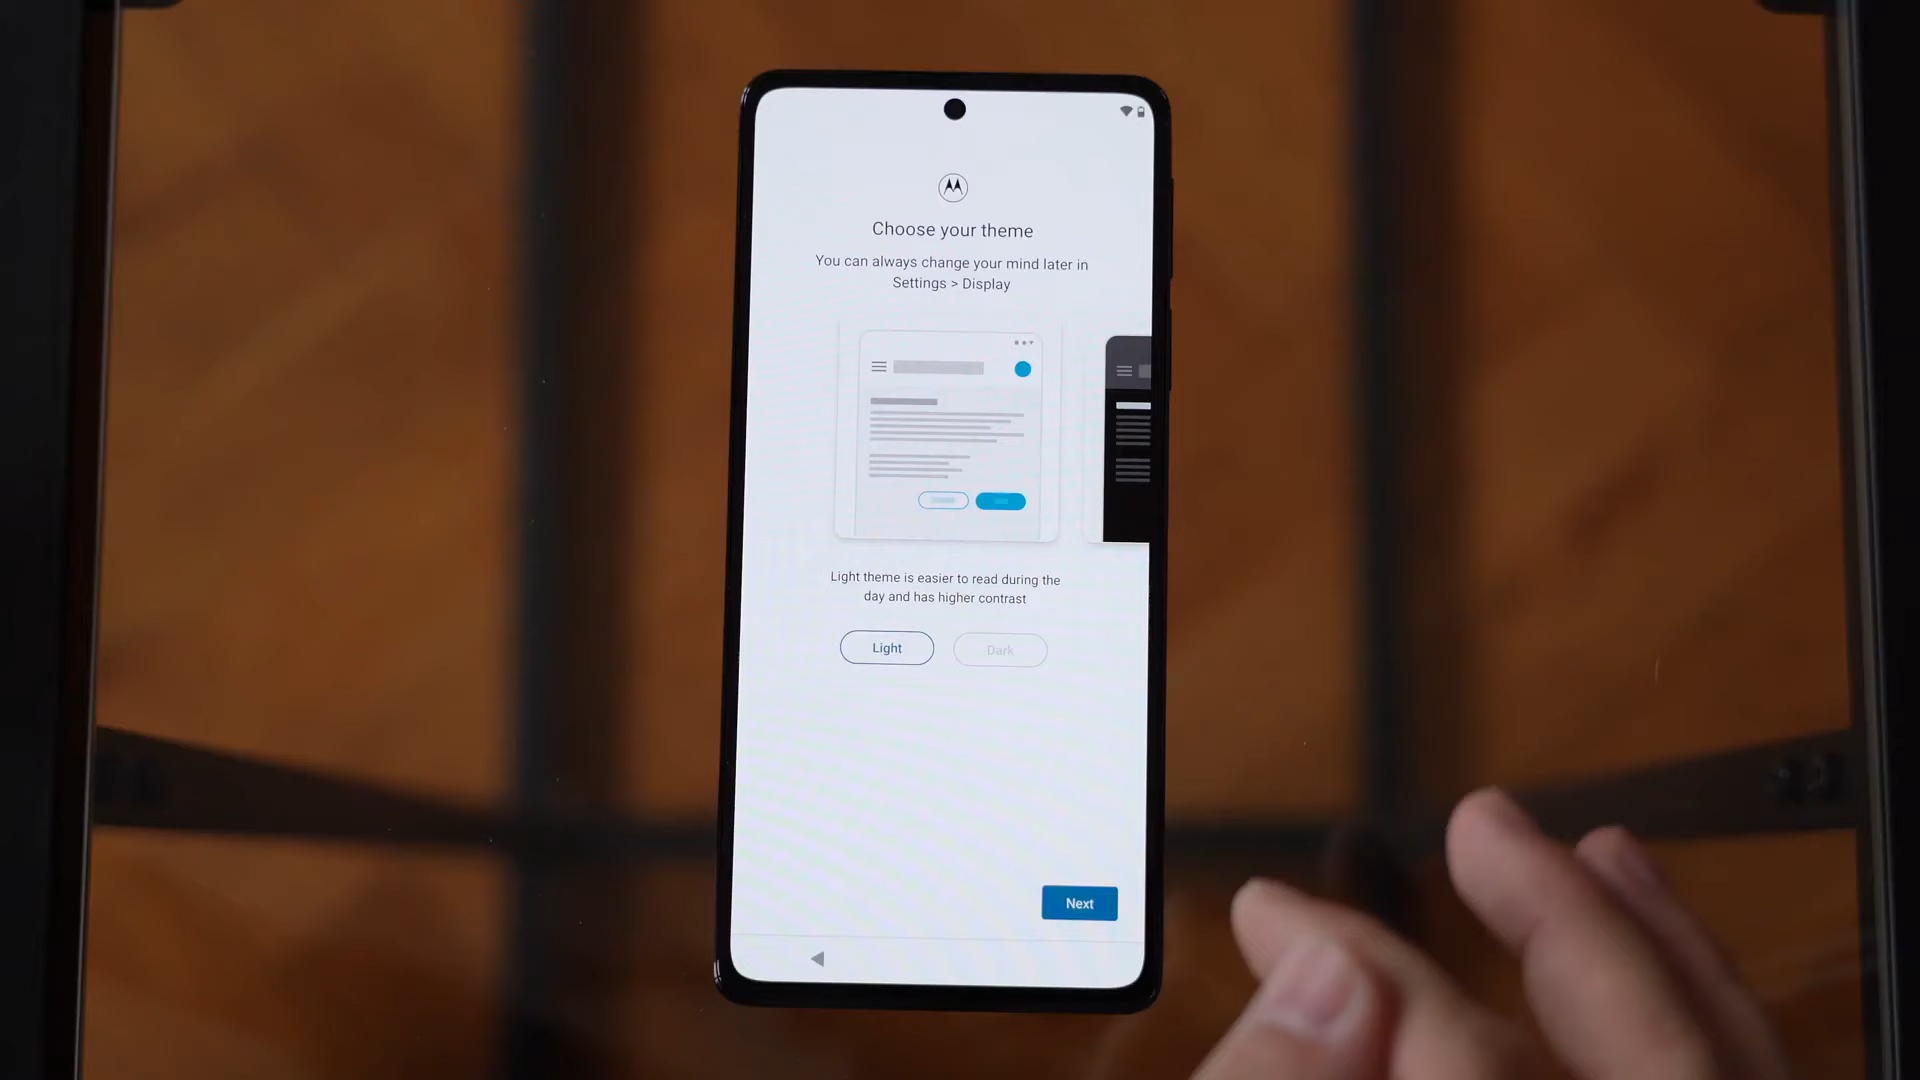 Choose your theme
You can always change your mind later in
Settings > Display
Light theme is easier to read during the
day and has higher contrast
Light
Dark
Next